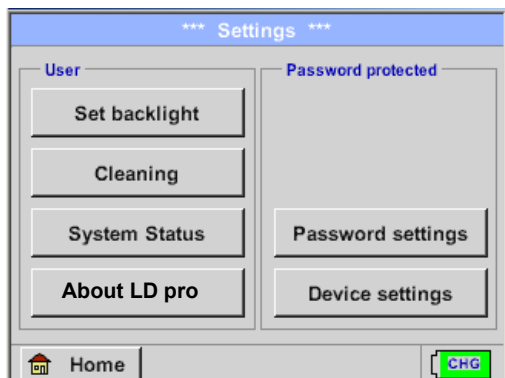 *** Settings ***
User
Set backlight
Cleaning
System Status
About LD pro
Password protected
Password settings
Device settings
Home
CHG